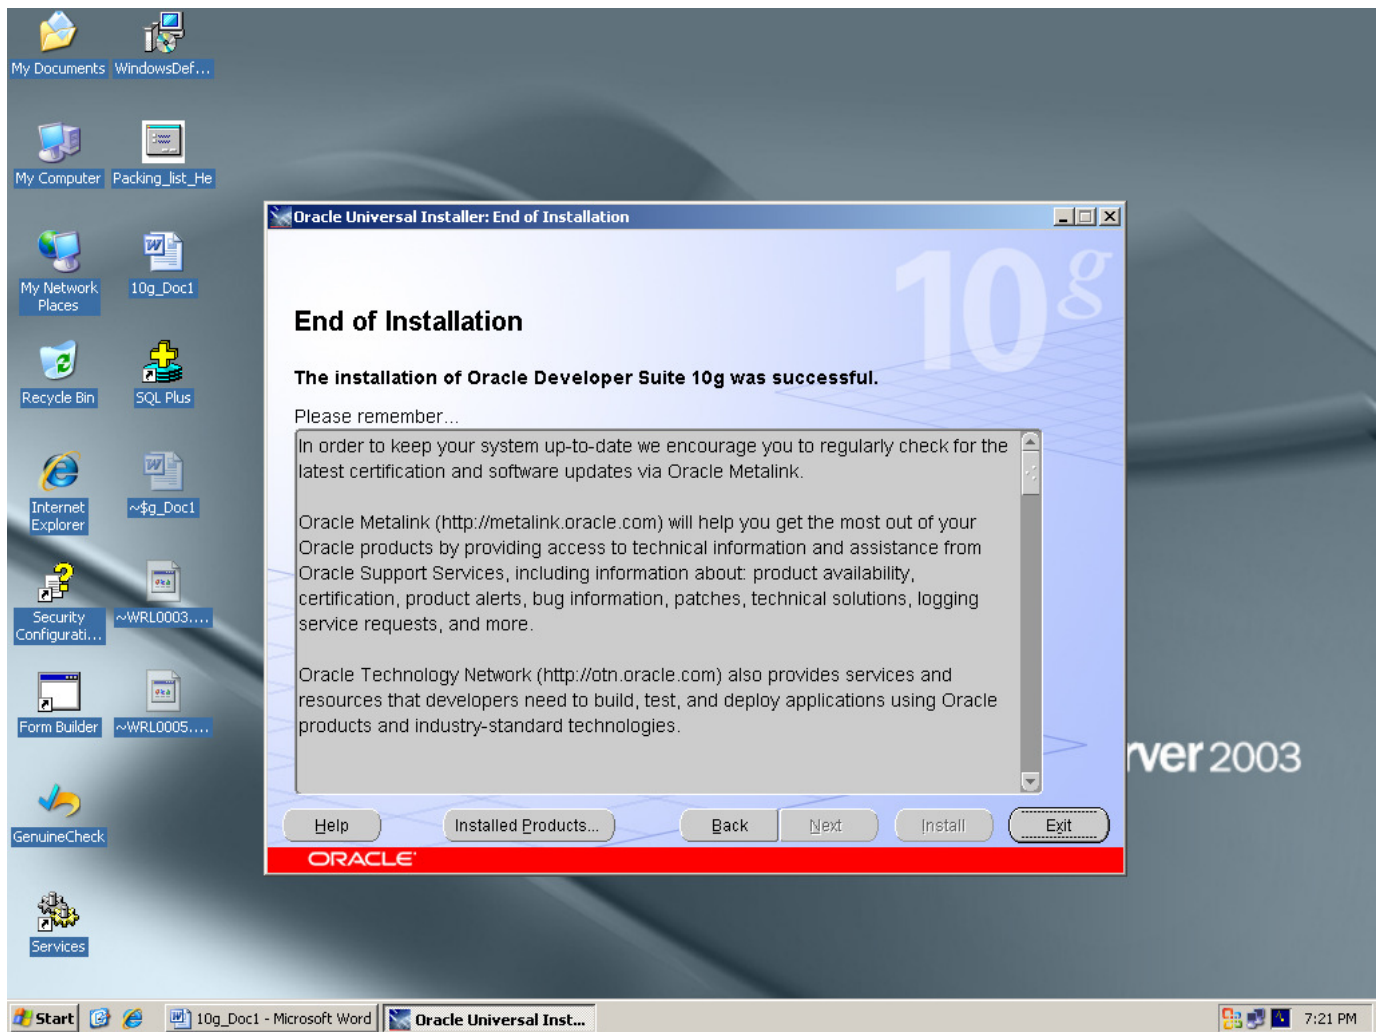 My Documents
WindowsDef...
My Computer
Packing_list_He
My Network
Places
10g_Doc1
Recycle Bin
SQL Plus
Internet
Explorer
~$g_Doc1
Security
Configurati...
~WRL0003....
Form Builder
~WRL0005....
GenuineCheck
Services
Oracle Universal Installer: End of Installation
10g
End of Installation
The installation of Oracle Developer Suite 10g was successful.
Please remember...
In order to keep your system up-to-date we encourage you to regularly check for the
latest certification and software updates via Oracle Metalink.
Oracle Metalink (http://metalink.oracle.com) will help you get the most out of your
Oracle products by providing access to technical information and assistance from
Oracle Support Services, including information about: product availability,
certification, product alerts, bug information, patches, technical solutions, logging
service requests, and more.
Oracle Technology Network (http://otn.oracle.com) also provides services and
resources that developers need to build, test, and deploy applications using Oracle
products and industry-standard technologies.
Help
Installed Products...
Back
Next
Install
Exit
ORACLE
rver 2003
Start
10g_Doc1 - Microsoft Word
Oracle Universal Inst...
7:21 PM